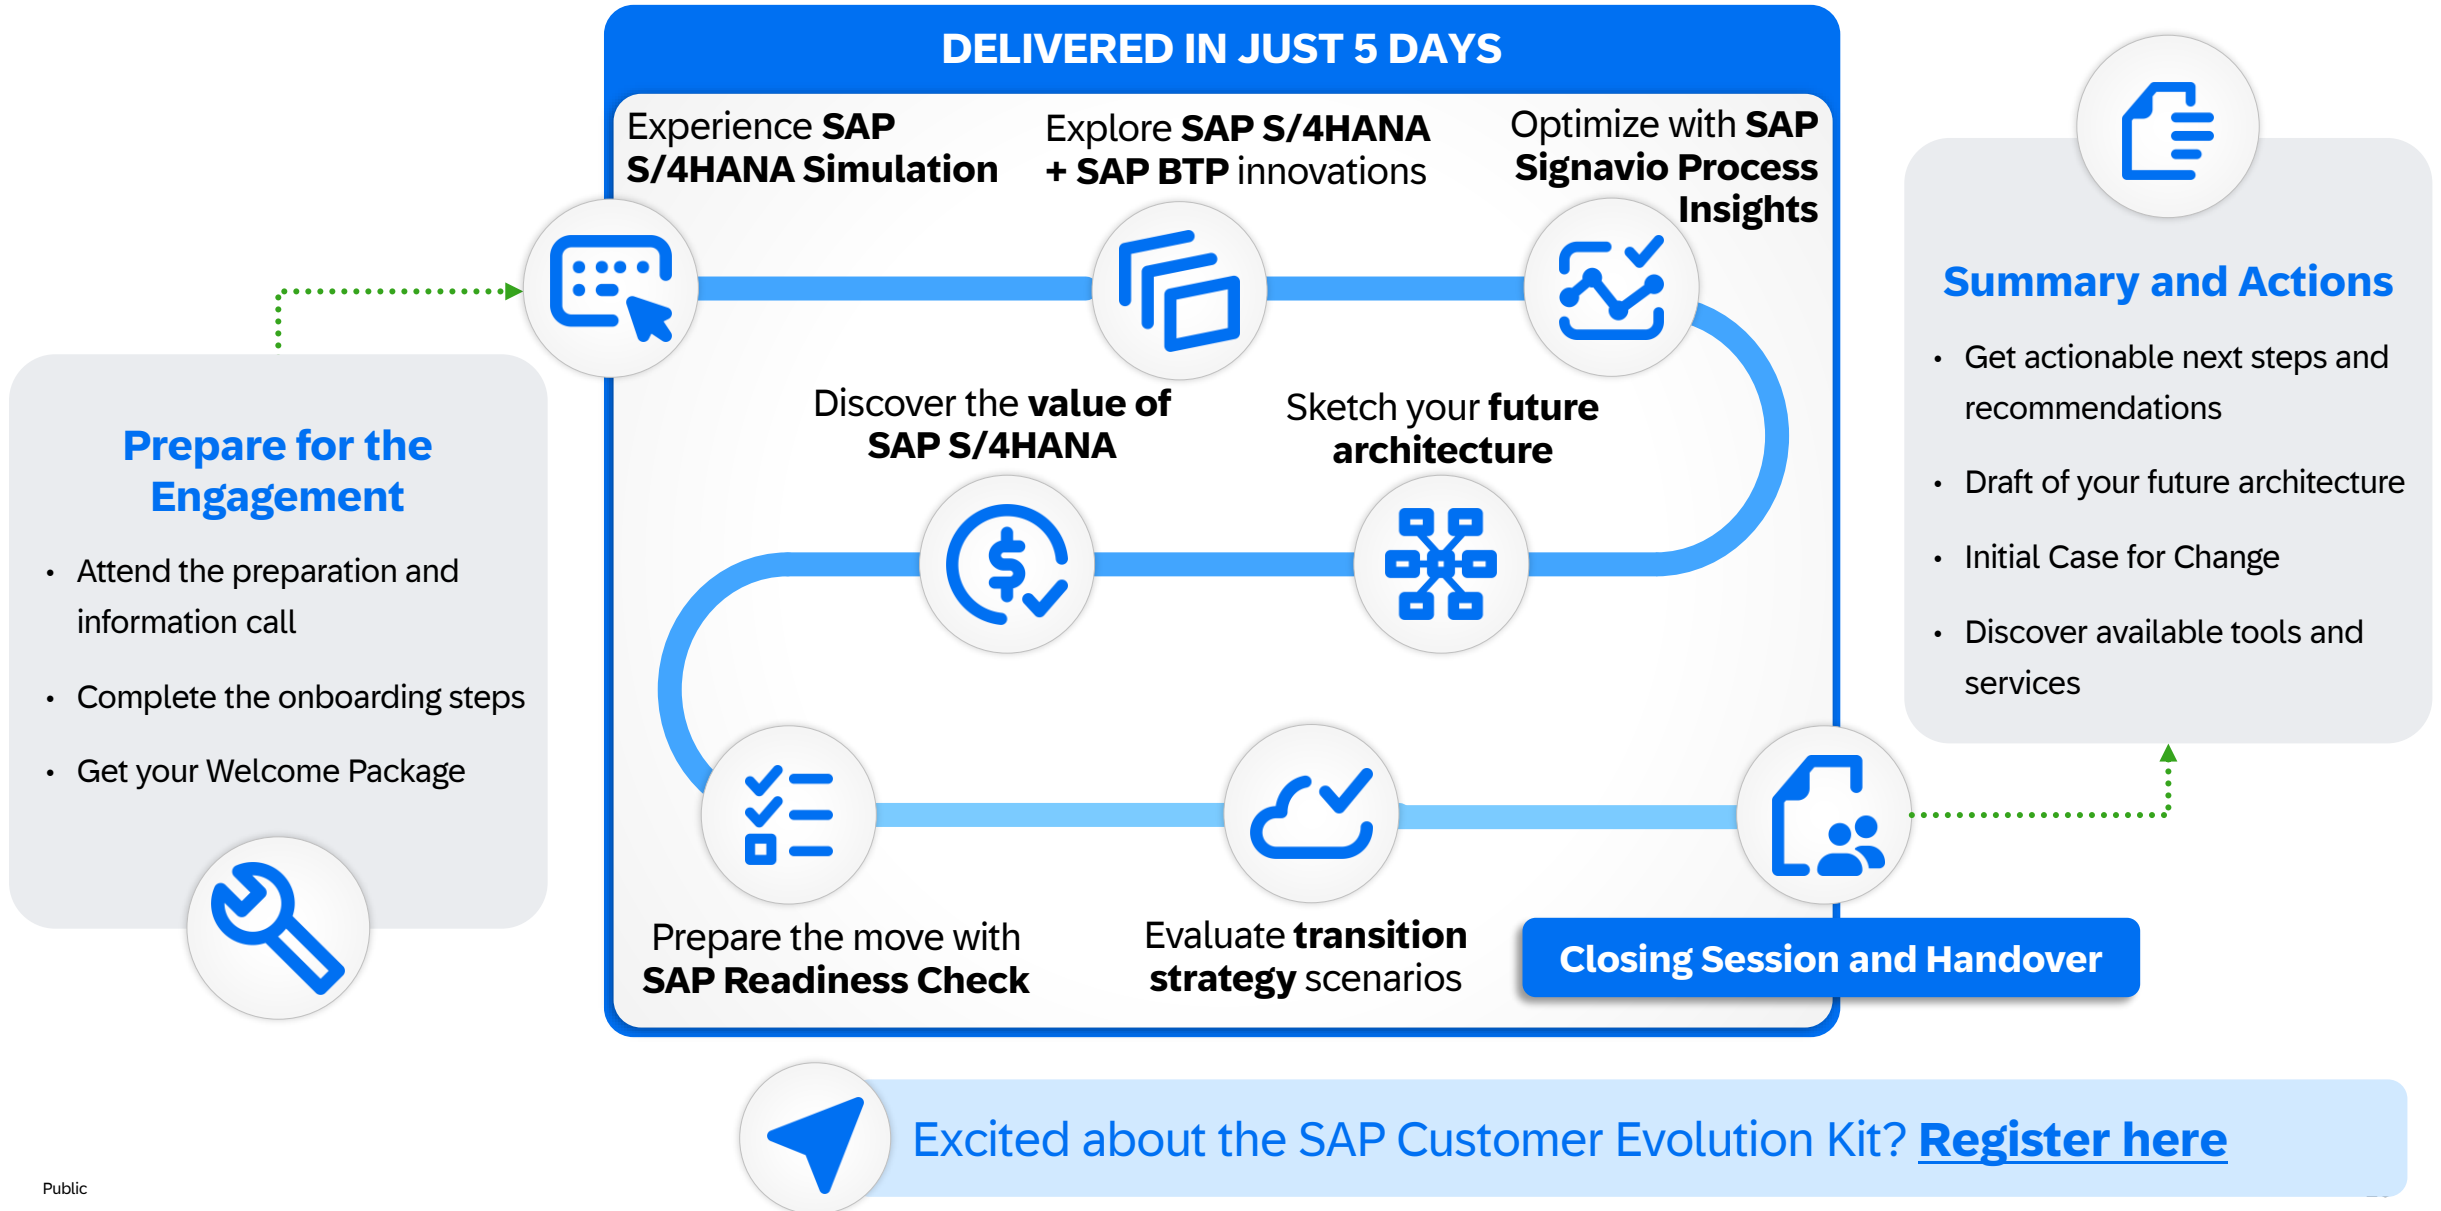 DELIVERED IN JUST 5 DAYS
Experience SAP
S/4HANA Simulation
Explore SAP S/4HANA
+ SAP BTP innovations
Optimize with SAP
Signavio Process
Insights
Discover the value of
SAP S/4HANA
Sketch your future
architecture
Prepare the move with
SAP Readiness Check
Evaluate transition
strategy scenarios
Closing Session and Handover
Prepare for the
Engagement
• Attend the preparation and
information call
• Complete the onboarding steps
• Get your Welcome Package
Summary and Actions
• Get actionable next steps and
recommendations
• Draft of your future architecture
• Initial Case for Change
• Discover available tools and
services
Excited about the SAP Customer Evolution Kit? Register here
Public